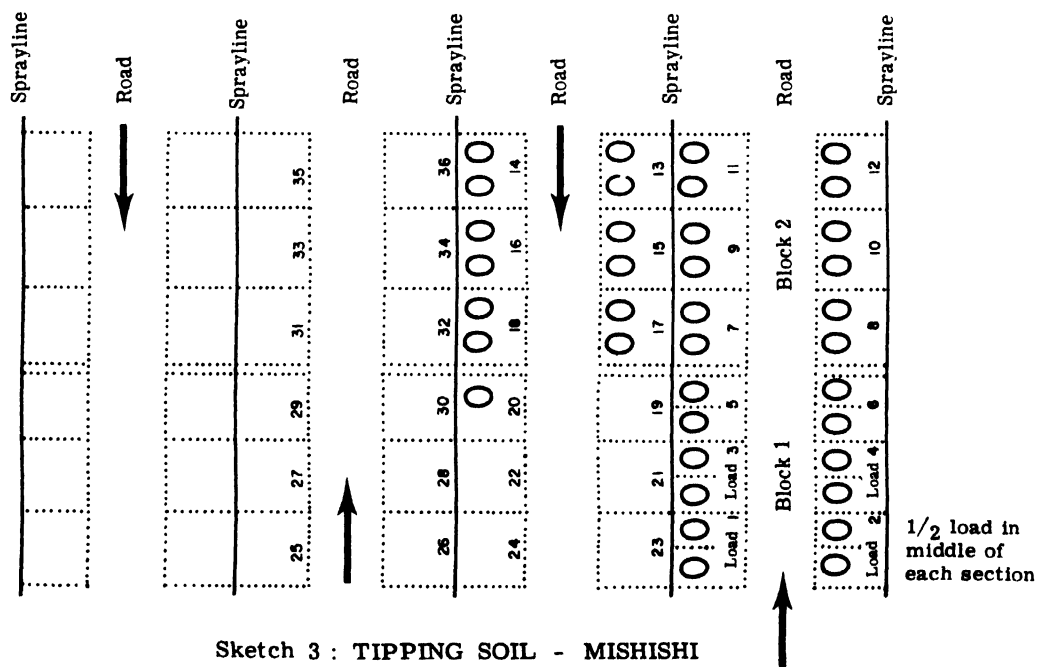 Sprayline
Road
Sprayline
Road
Sprayline
Road
Sprayline
Road
Sprayline
35
33
31
29
27
25
36
34
32
30
28
26
14
16
18
20
22
24
13
15
17
19
21
23
11
9
7
5
Load 3
Load 1
Block 2
Block 1
12
10
8
6
Load 4
Load 2
1/2 load in
middle of
each section
Sketch 3 : TIPPING SOIL - MISHISHI